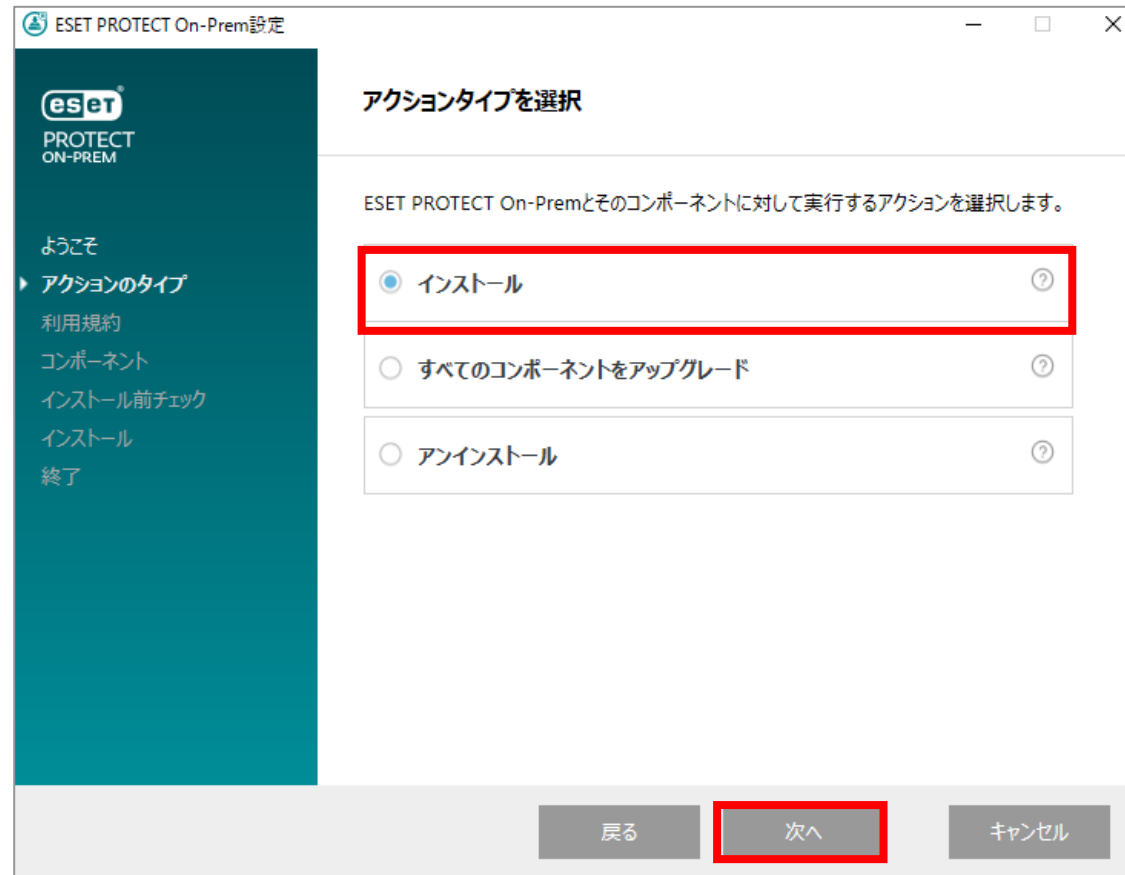 ESET PROTECT On-Prem設定
eseT
PROTECT
ON-PREM
ようこそ
アクションのタイプ
利用規約
コンポーネント
インストール前チェック
インストール
終了
アクションタイプを選択
ESET PROTECT On-Premとそのコンポーネントに対して実行するアクションを選択します。
インストール
すべてのコンポーネントをアップグレード
アンインストール
戻る
次へ
キャンセル